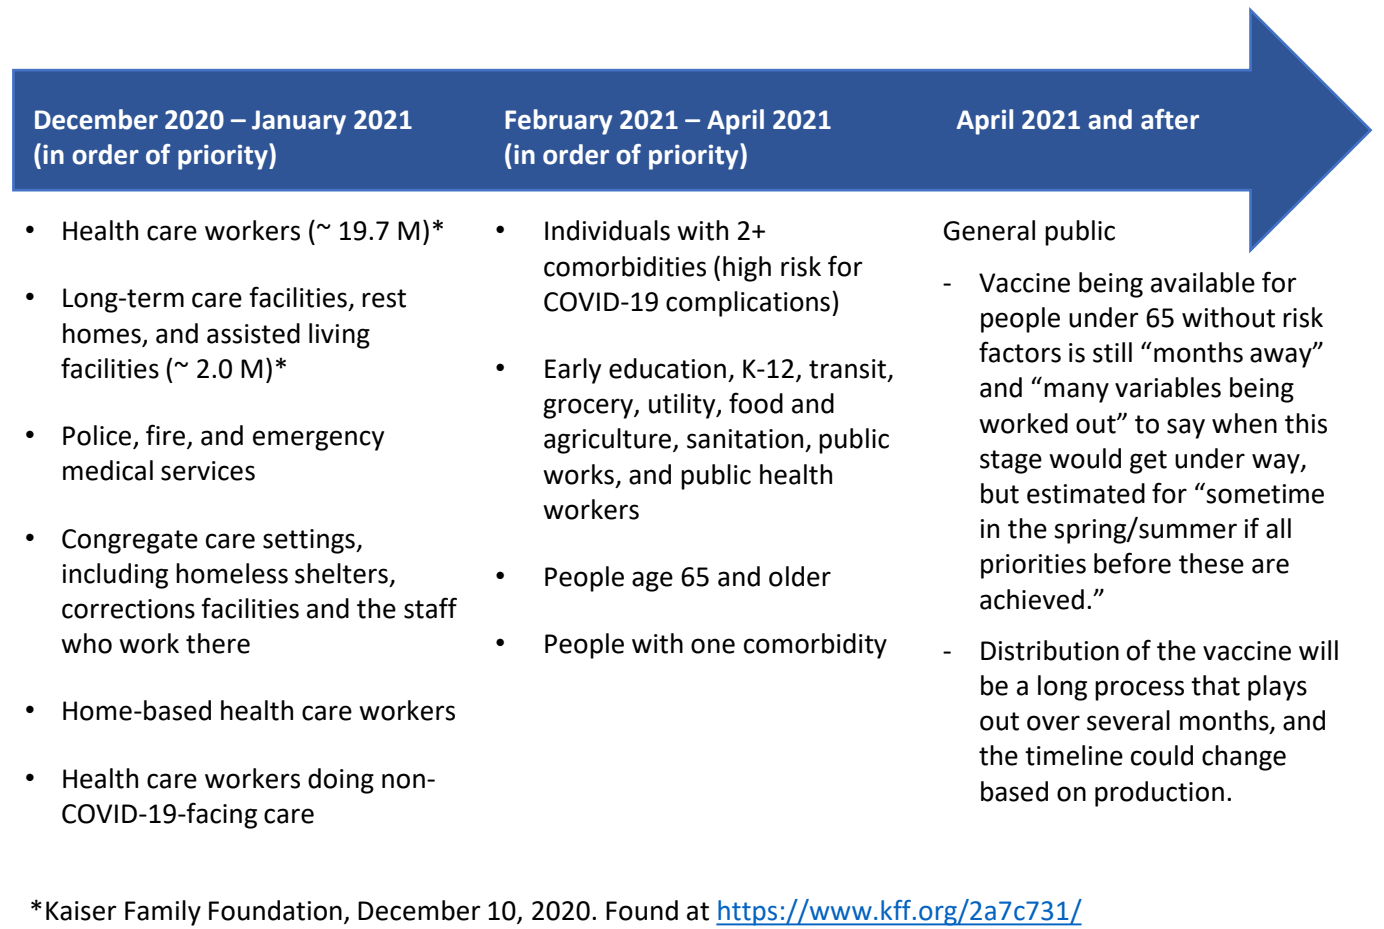 December 2020 – January 2021
(in order of priority)
• Health care workers (~ 19.7 M)*
• Long-term care facilities, rest
homes, and assisted living
facilities (~ 2.0 M)*
• Police, fire, and emergency
medical services
• Congregate care settings,
including homeless shelters,
corrections facilities and the staff
who work there
• Home-based health care workers
• Health care workers doing non-
COVID-19-facing care
February 2021 – April 2021
(in order of priority)
• Individuals with 2+
comorbidities (high risk for
COVID-19 complications)
• Early education, K-12, transit,
grocery, utility, food and
agriculture, sanitation, public
works, and public health
workers
• People age 65 and older
• People with one comorbidity
April 2021 and after
General public
- Vaccine being available for
people under 65 without risk
factors is still “months away”
and “many variables being
worked out” to say when this
stage would get under way,
but estimated for “sometime
in the spring/summer if all
priorities before these are
achieved.”
- Distribution of the vaccine will
be a long process that plays
out over several months, and
the timeline could change
based on production.
*Kaiser Family Foundation, December 10, 2020. Found at https://www.kff.org/2a7c731/